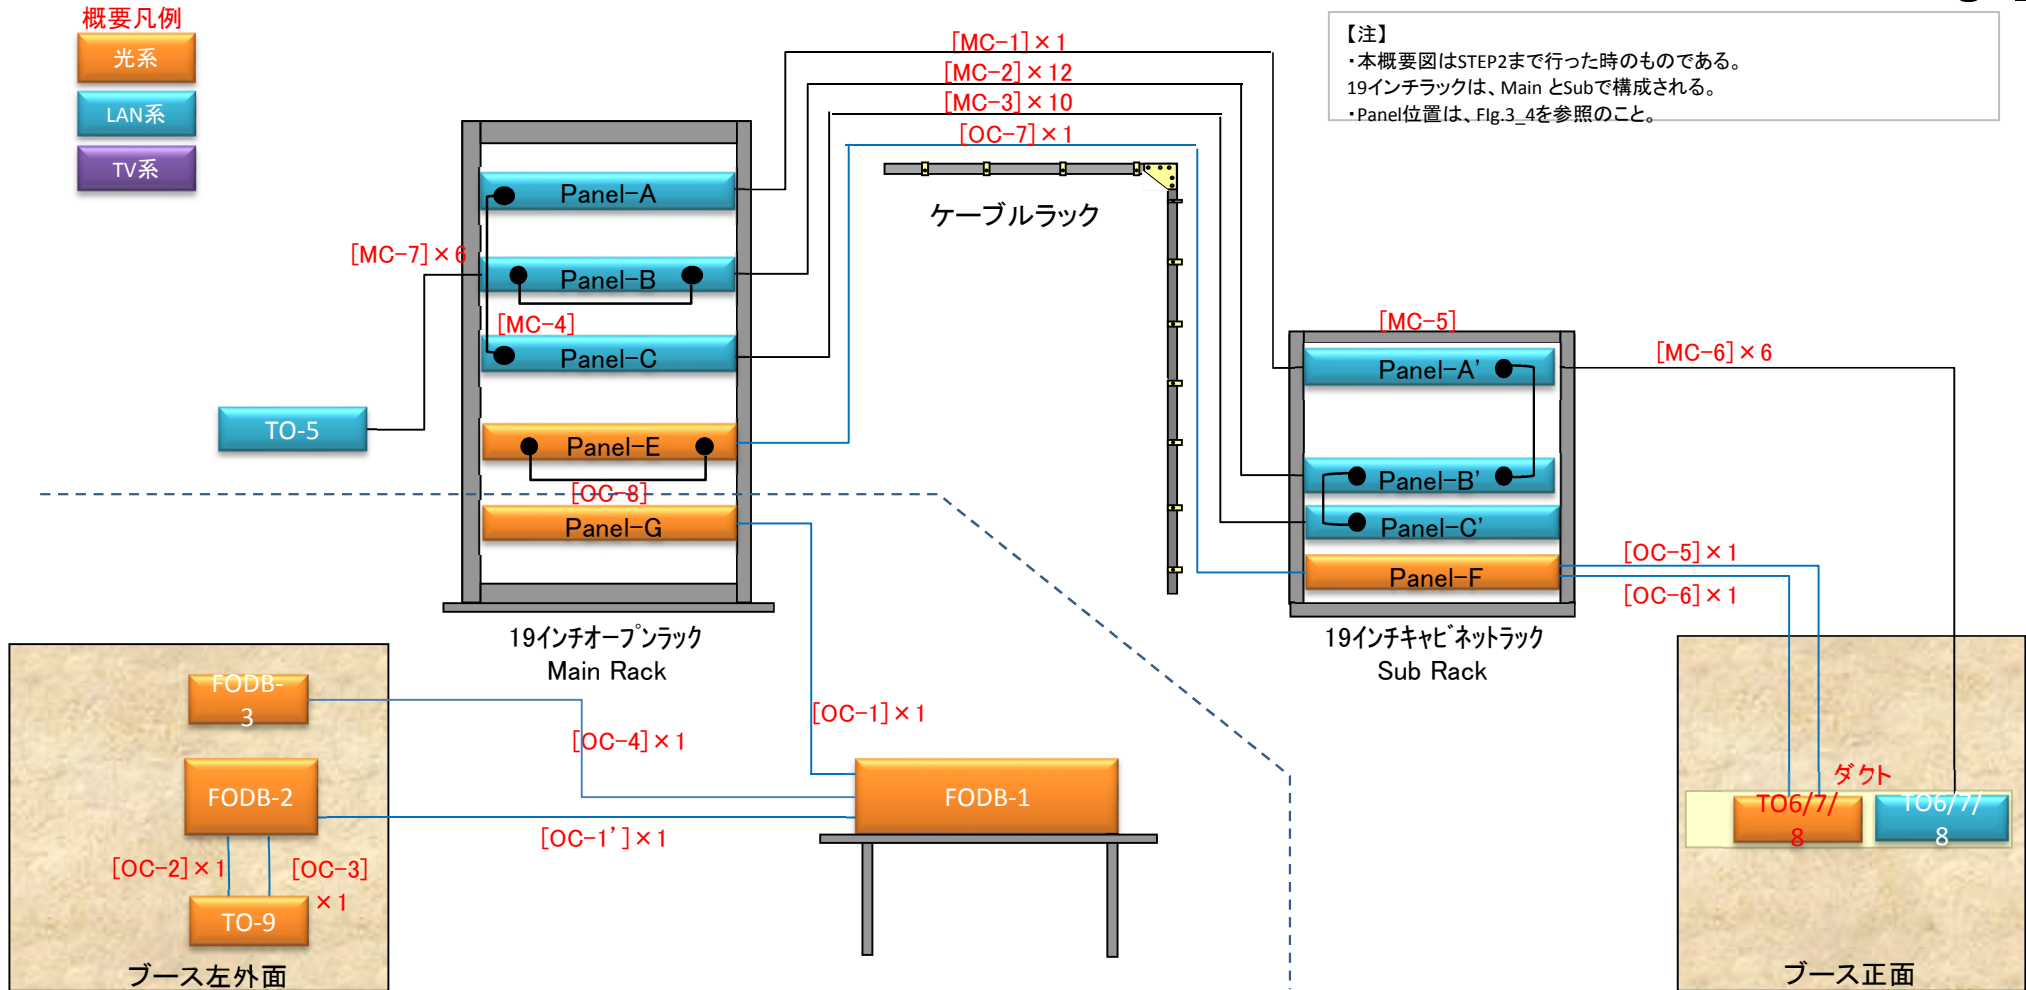 概要凡例
光系
LAN系
TV系
【注】
・本概要図はSTEP2まで行った時のものである。
19インチラックは、Main とSubで構成される。
・Panel位置は、FIg.3_4を参照のこと。
[MC-1]×1
[MC-2]×12
[MC-3]×10
[OC-7]×1
ケーブルラック
Panel-A
[MC-7]×6
Panel-B
[MC-4]
Panel-C
TO-5
Panel-E
[OC-8]
Panel-G
19インチオープンラック
Main Rack
[MC-5]
Panel-A'
[MC-6]×6
Panel-B'
Panel-C'
Panel-F
[OC-5]×1
[OC-6]×1
19インチキャビネットラック
Sub Rack
FODB-
3
[OC-4]×1
[OC-1]×1
FODB-2
FODB-1
[OC-1']×1
[OC-2]×1
[OC-3]
×1
TO-9
ブース左外面
ダクト
TO6/7/
8
TO6/7/
8
ブース正面